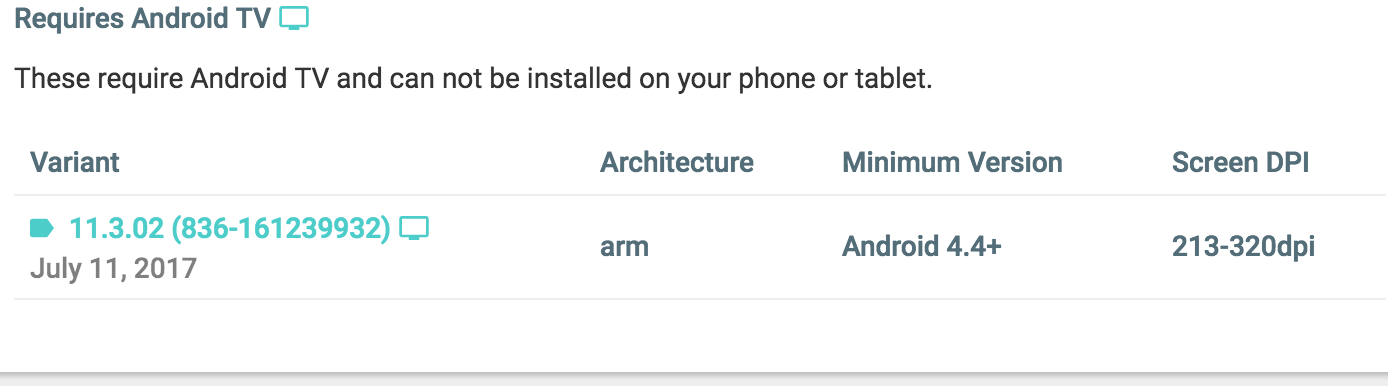 Requires Android TV
These require Android TV and can not be installed on your phone or tablet.
Variant Architecture Minimum Version Screen DPI
11.3.02 (836-161239932)
July 11, 2017
arm Android 4.4+ 213-320dpi